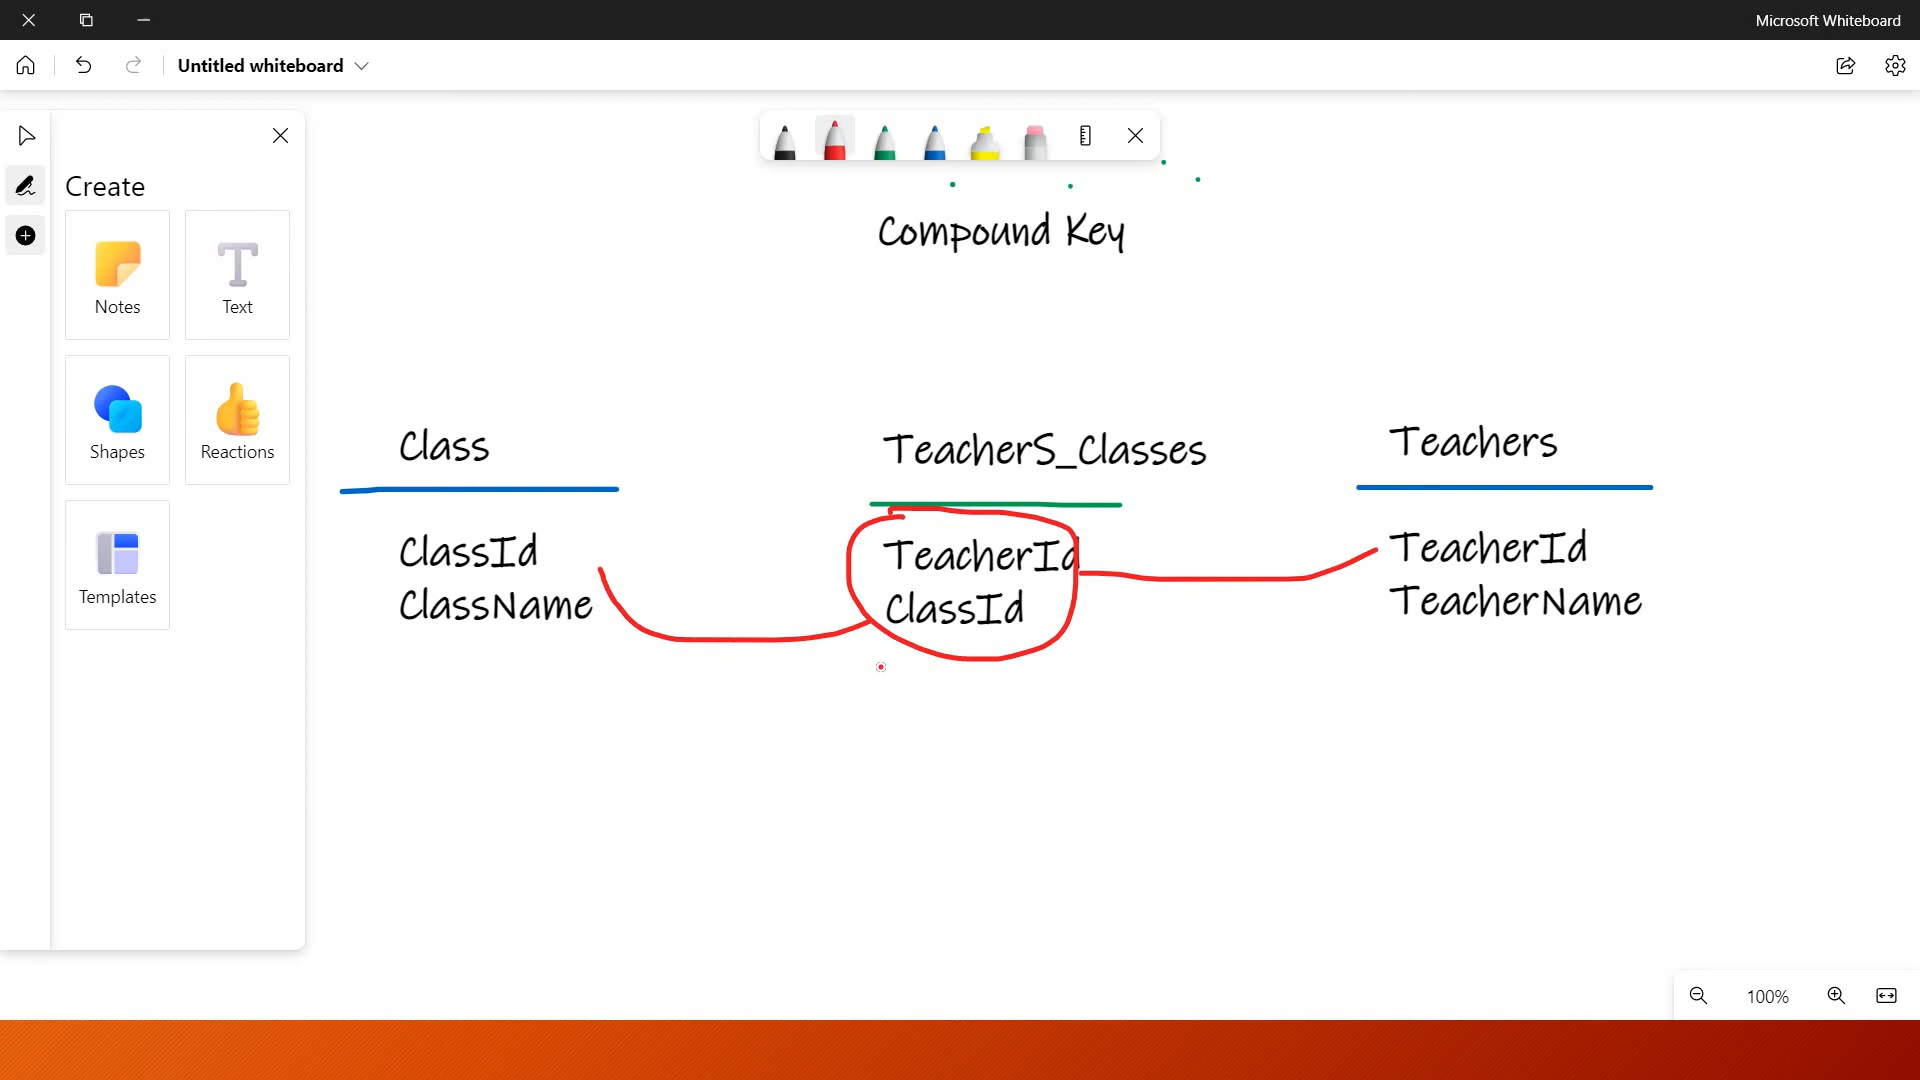 Microsoft Whiteboard
Untitled whiteboard
Create
Notes
Text
Shapes
Reactions
Templates
Compound Key
Class
ClassId
ClassName
TeacherS_Classes
TeacherId
ClassId
Teachers
TeacherId
TeacherName
100%